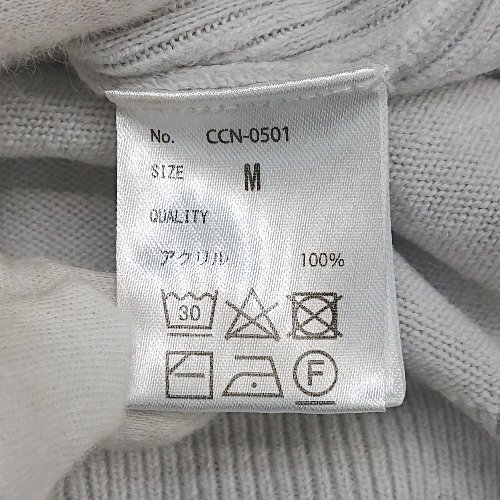 No. CCN-0501
SIZE M
QUALITY
アクリル 100%
30
F